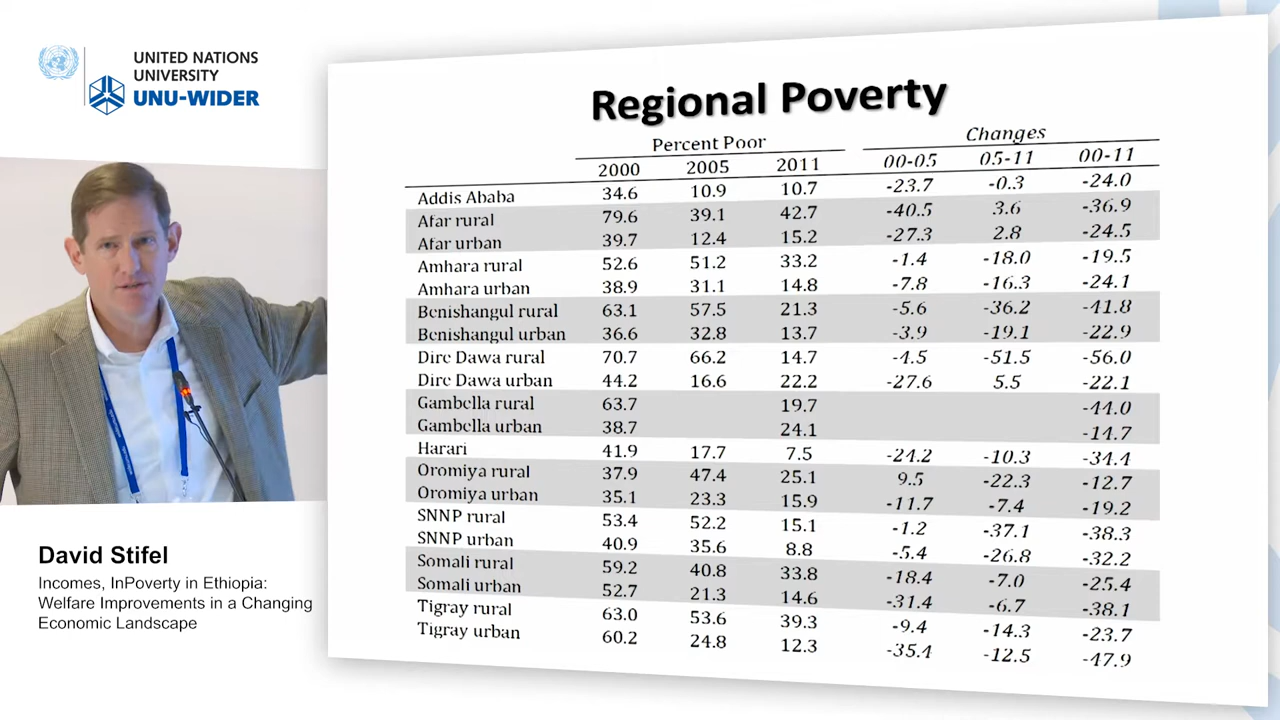 UNITED NATIONS
UNIVERSITY
UNU-WIDER
Regional Poverty
Percent Poor Changes
2000 2005 2011 00-05 05-11 00-11
Addis Ababa 34.6 10.9 10.7 -23.7 -0.3 -24.0
Afar rural 79.6 39.1 42.7 -40.5 3.6 -36.9
Afar urban 39.7 12.4 15.2 -27.3 2.8 -24.5
Amhara rural 52.6 51.2 33.2 -1.4 -18.0 -19.5
Amhara urban 38.9 31.1 14.8 -7.8 -16.3 -24.1
Benishangul rural 63.1 57.5 21.3 -5.6 -36.2 -41.8
Benishangul urban 36.6 32.8 13.7 -3.9 -19.1 -22.9
Dire Dawa rural 70.7 66.2 14.7 -4.5 -51.5 -56.0
Dire Dawa urban 44.2 16.6 22.2 -27.6 5.5 -22.1
Gambella rural 63.7 19.7 -44.0
Gambella urban 38.7 24.1 -14.7
Harari 41.9 17.7 7.5 -24.2 -10.3 -34.4
Oromiya rural 37.9 47.4 25.1 9.5 -22.3 -12.7
Oromiya urban 35.1 23.3 15.9 -11.7 -7.4 -19.2
SNNP rural 53.4 52.2 15.1 -1.2 -37.1 -38.3
SNNP urban 40.9 35.6 8.8 -5.4 -26.8 -32.2
Somali rural 59.2 40.8 33.8 -18.4 -7.0 -25.4
Somali urban 52.7 21.3 14.6 -31.4 -6.7 -38.1
Tigray rural 63.0 53.6 39.3 -9.4 -14.3 -23.7
Tigray urban 60.2 24.8 12.3 -35.4 -12.5 -47.9
David Stifel
Incomes, InPoverty in Ethiopia:
Welfare Improvements in a Changing
Economic Landscape